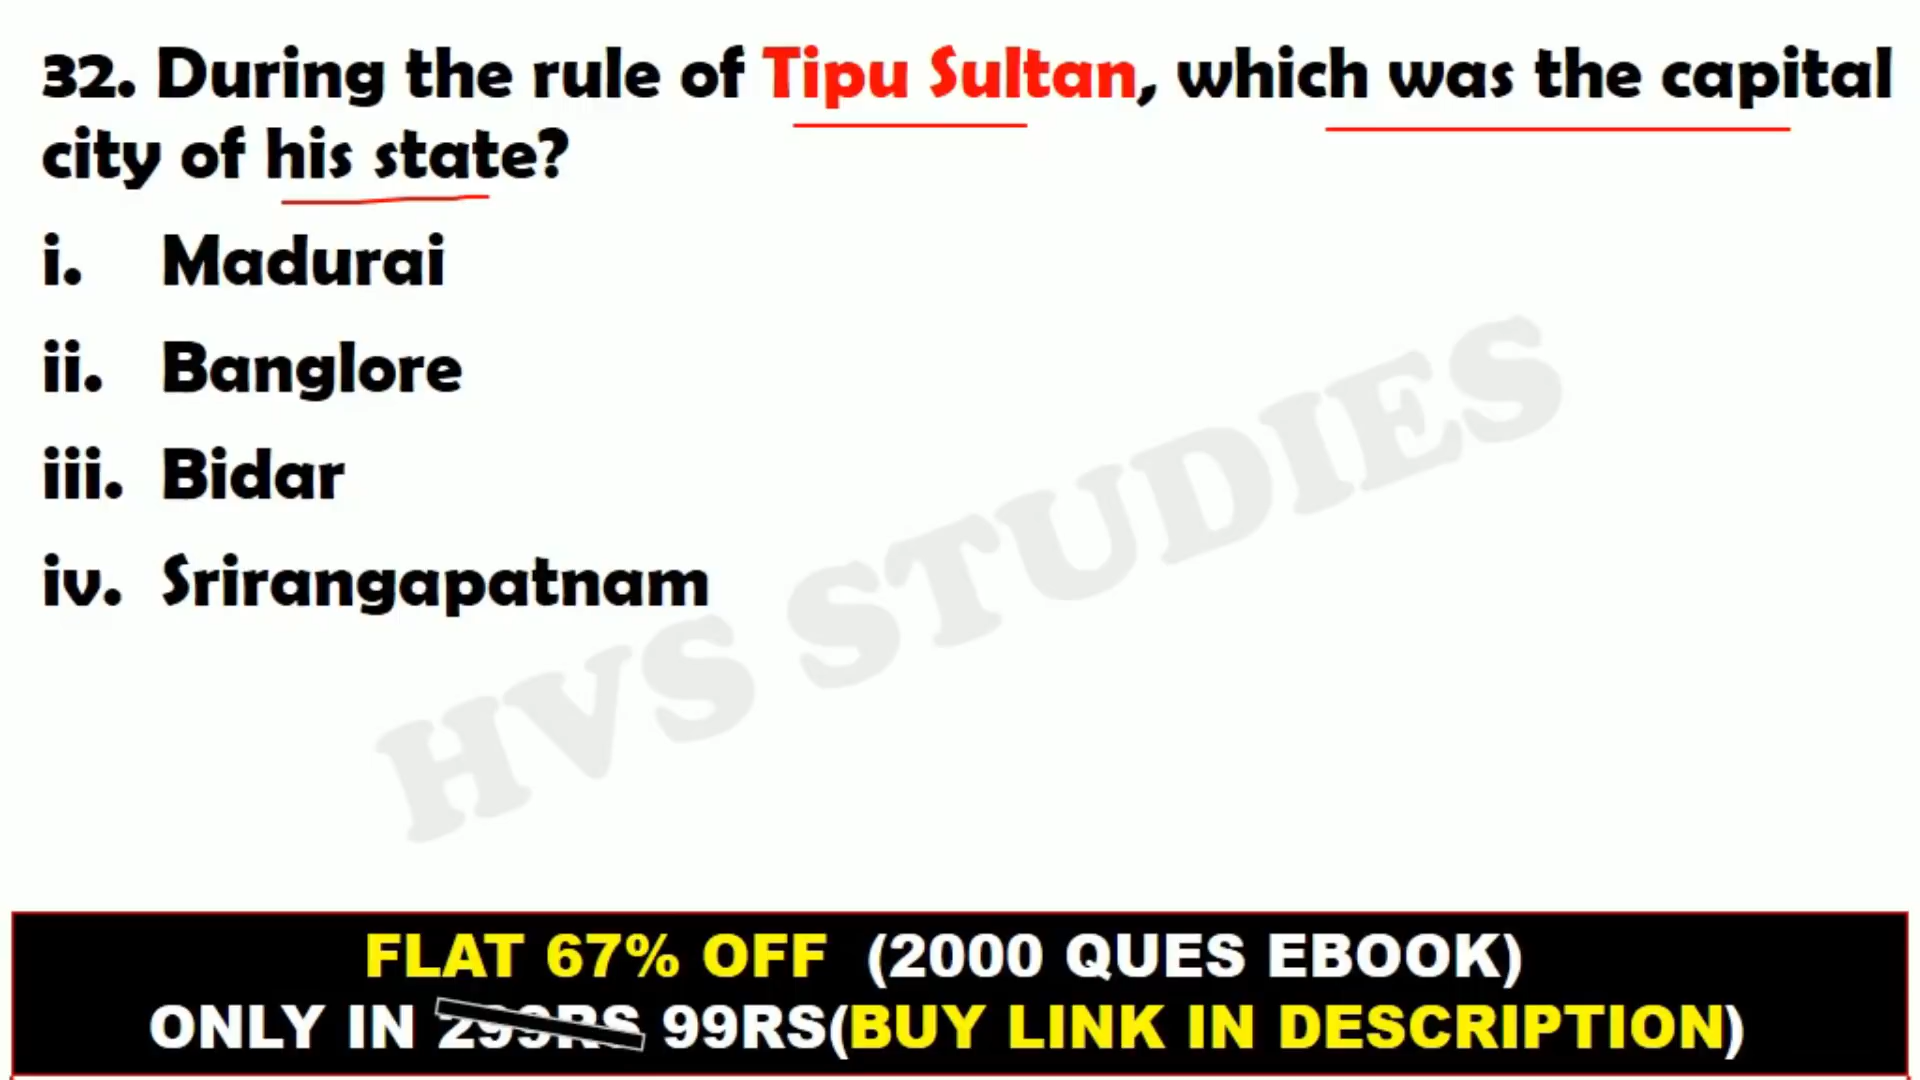 32. During the rule of Tipu Sultan, which was the capital
city of his state?
i. Madurai
ii. Banglore
iii. Bidar
iv. Srirangapatnam
HVS STUDIES
FLAT 67% OFF (2000 QUES EBOOK)
ONLY IN 299RS 99RS(BUY LINK IN DESCRIPTION)